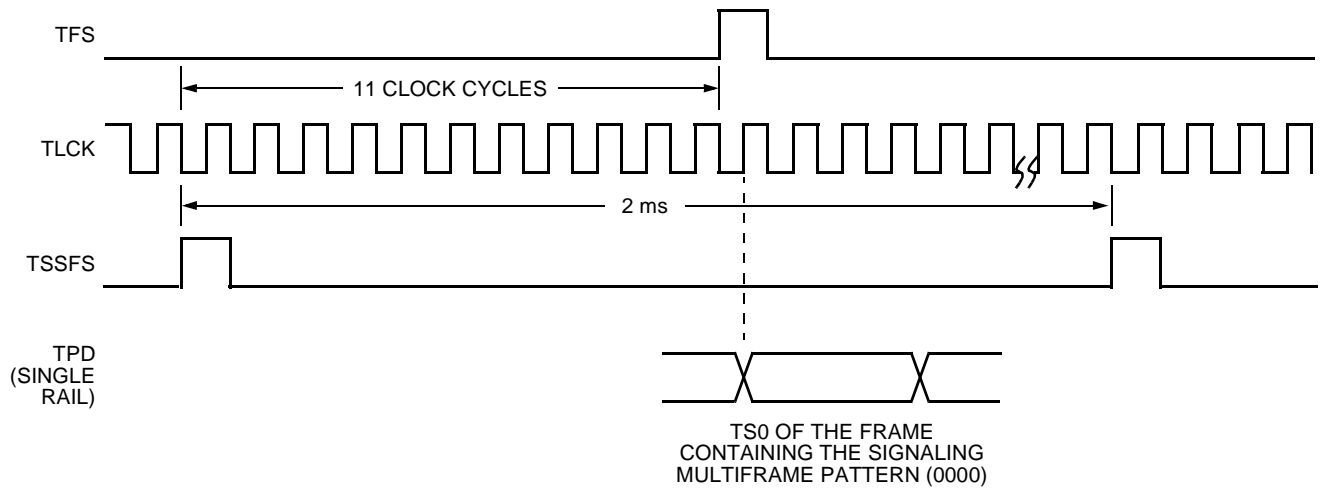 TFS
11 CLOCK CYCLES
TLCK
2 ms
TSSFS
TPD
(SINGLE
RAIL)
TS0 OF THE FRAME
CONTAINING THE SIGNALING
MULTIFRAME PATTERN (0000)